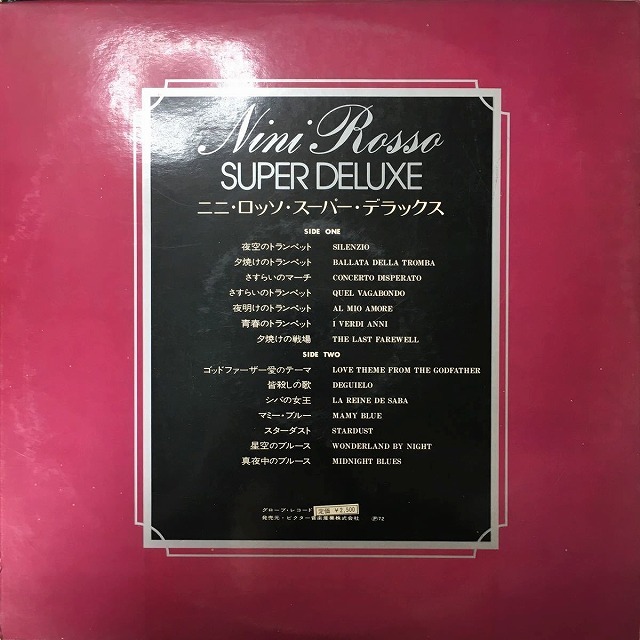 Nini Rosso
SUPER DELUXE
ニニ・ロッソ・スーパー・デラックス
SIDE ONE
夜空のトランペット SILENZIO
夕焼けのトランペット BALLATA DELLA TROMBA
さすらいのマーチ CONCERTO DISPERATO
さすらいのトランペット QUEL VAGABONDO
夜明けのトランペット AL MIO AMORE
青春のトランペット I VERDI ANNI
夕焼けの戦場 THE LAST FAREWELL
SIDE TWO
ゴッドファーザー愛のテーマ LOVE THEME FROM THE GODFATHER
皆殺しの歌 DEGUIELO
シバの女王 LA REINE DE SABA
マミー・ブルー MAMY BLUE
スターダスト STARDUST
星空のブルース WONDERLAND BY NIGHT
真夜中のブルース MIDNIGHT BLUES
グローブ・レコード 定価 ¥2,500
発売元・ビクター音楽産業株式会社 Ⓟ72